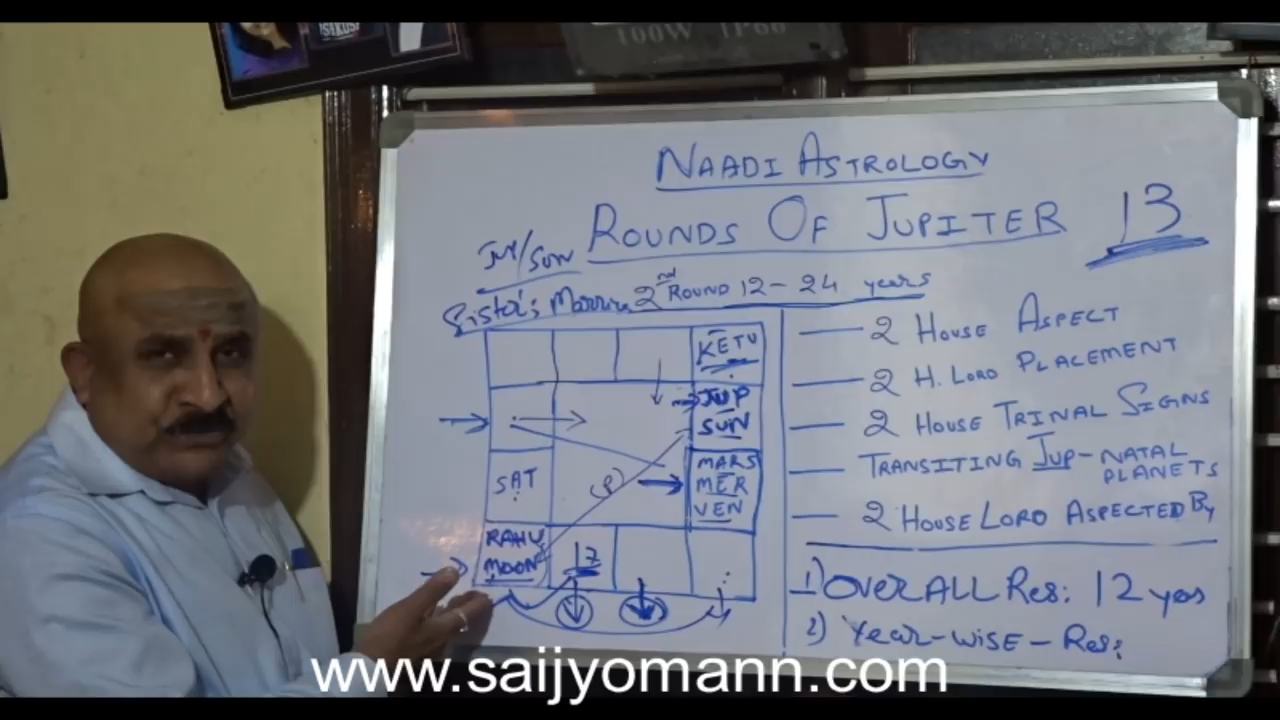 100W IP66
NAADI ASTROLOGY
ROUNDS OF JUPITER 13
JUP/SUN
Sister's Marriage 2nd ROUND 12-24 years
KETU
JUP
SUN
SAT
MARS
MER
VEN
(P)
RAHU
MOON
17
— 2 HOUSE ASPECT
— 2 H. LORD PLACEMENT
— 2 HOUSE TRINAL SIGNS
— TRANSITING JUP-NATAL
PLANETS
— 2 HOUSE LORD ASPECTED BY
1) OVERALL Res: 12 yrs
2) Year-wise-Res:
www.saijyomann.com